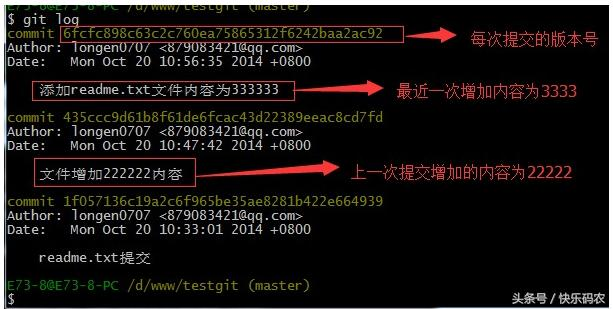 E73-8@E73-8-PC /d/www/testgit (master)
$ git log
commit 6fcfc898c63c2c760ea75865312f6242baa2ac92
每次提交的版本号
Author: longen0707 <879083421@qq.com>
Date:   Mon Oct 20 10:56:35 2014 +0800
添加readme.txt文件内容为333333
最近一次增加内容为3333
commit 435ccc9d61b8f61de6fcac43d22389eeac8cd7fd
Author: longen0707 <879083421@qq.com>
Date:   Mon Oct 20 10:47:42 2014 +0800
文件增加222222内容
上一次提交增加的内容为22222
commit 1f057136c19a2c6f965be35ae8281b422e664939
Author: longen0707 <879083421@qq.com>
Date:   Mon Oct 20 10:33:01 2014 +0800
readme.txt提交
E73-8@E73-8-PC /d/www/testgit (master)
$
头条号 / 快乐码农